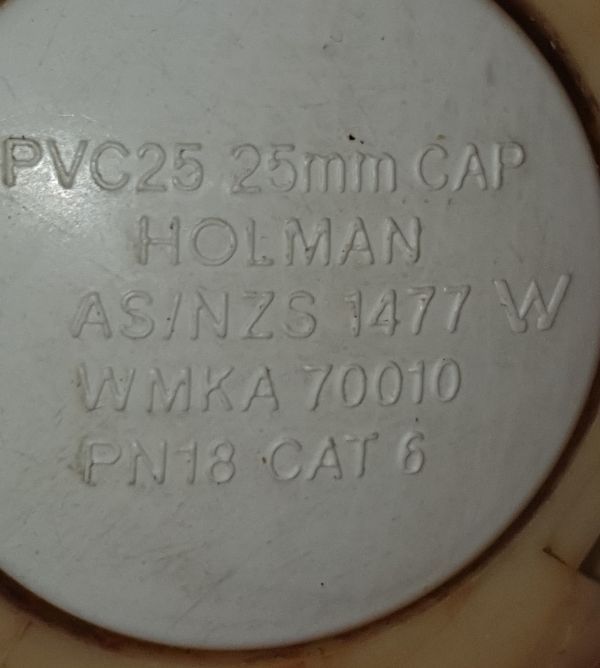 PVC25 25mm CAP
HOLMAN
AS/NZS 1477 W
WMKA 70010
PN18 CAT 6